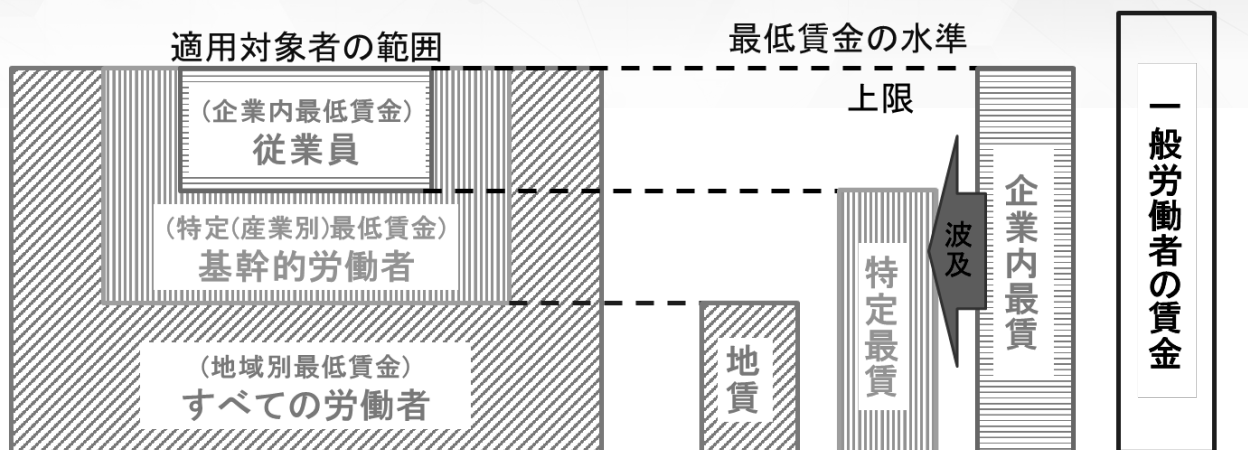 適用対象者の範囲
(企業内最低賃金)
従業員
(特定(産業別)最低賃金)
基幹的労働者
(地域別最低賃金)
すべての労働者
最低賃金の水準
上限
地賃
特定最賃
波及
企業内最賃
一般労働者の賃金